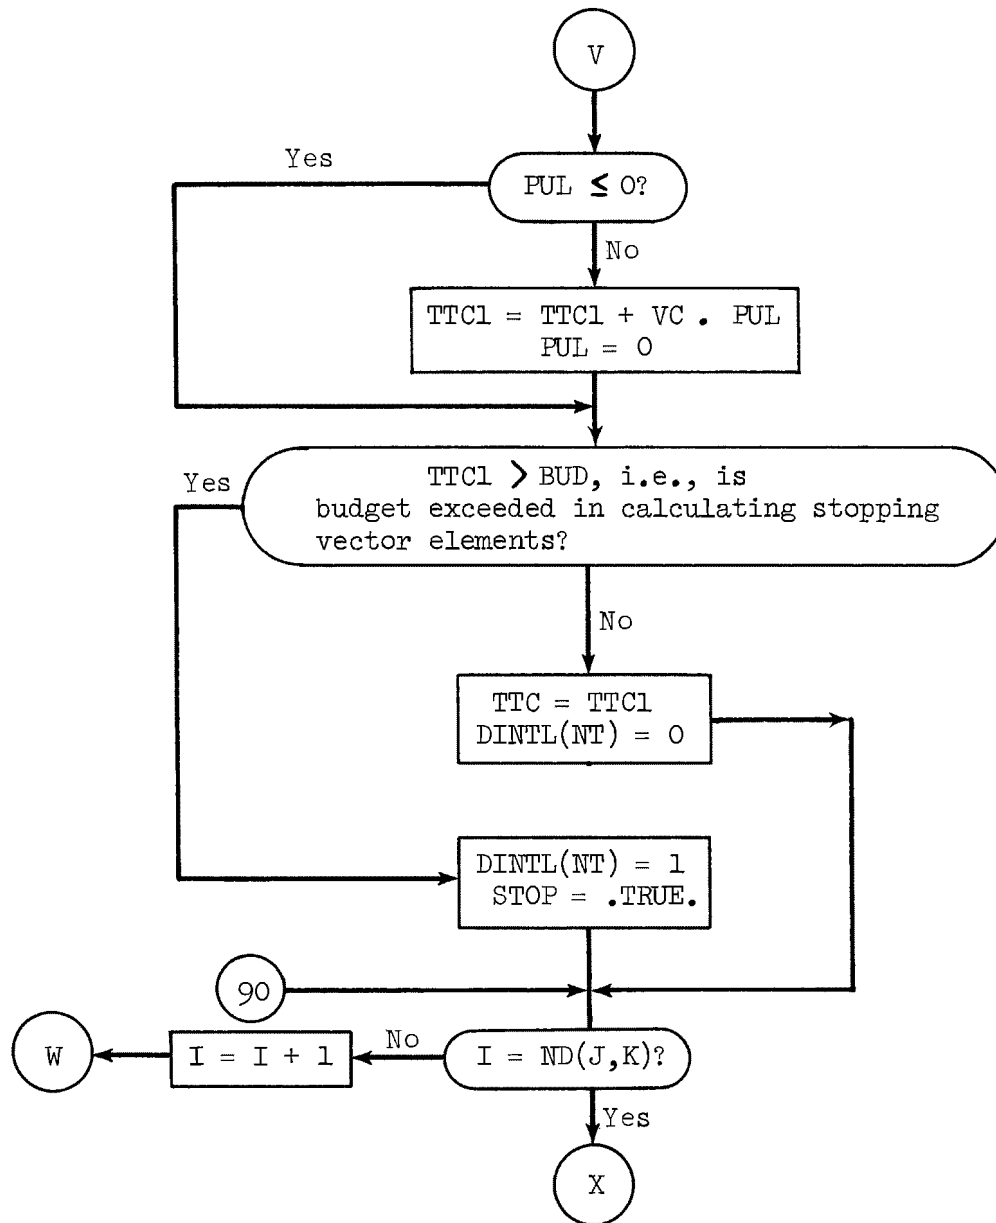 V
Yes
PUL ≤ 0?
No
TTC1 = TTC1 + VC . PUL
PUL = 0
Yes
TTC1 > BUD, i.e., is
budget exceeded in calculating stopping
vector elements?
No
TTC = TTC1
DINTL(NT) = 0
DINTL(NT) = 1
STOP = .TRUE.
90
W
I = I + 1
No
I = ND(J,K)?
Yes
X